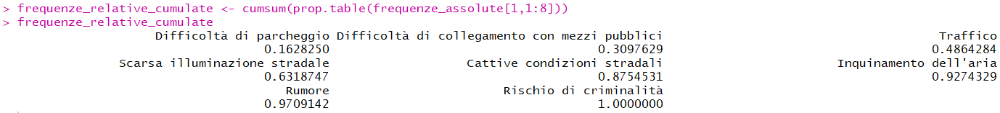 > frequenze_relative_cumulate <- cumsum(prop.table(frequenze_assolute[1,1:8]))
> frequenze_relative_cumulate
Difficoltà di parcheggio Difficoltà di collegamento con mezzi pubblici Traffico
0.1628250 0.3097629 0.4864284
Scarsa illuminazione stradale Cattive condizioni stradali Inquinamento dell'aria
0.6318747 0.8754531 0.9274329
Rumore Rischio di criminalità
0.9709142 1.0000000